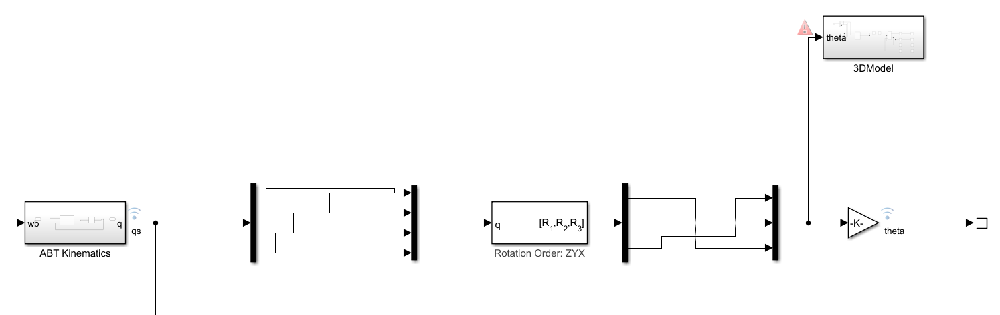 theta
3DModel
wb
q
qs
ABT Kinematics
q
[R1,R2,R3]
Rotation Order: ZYX
-K-
theta